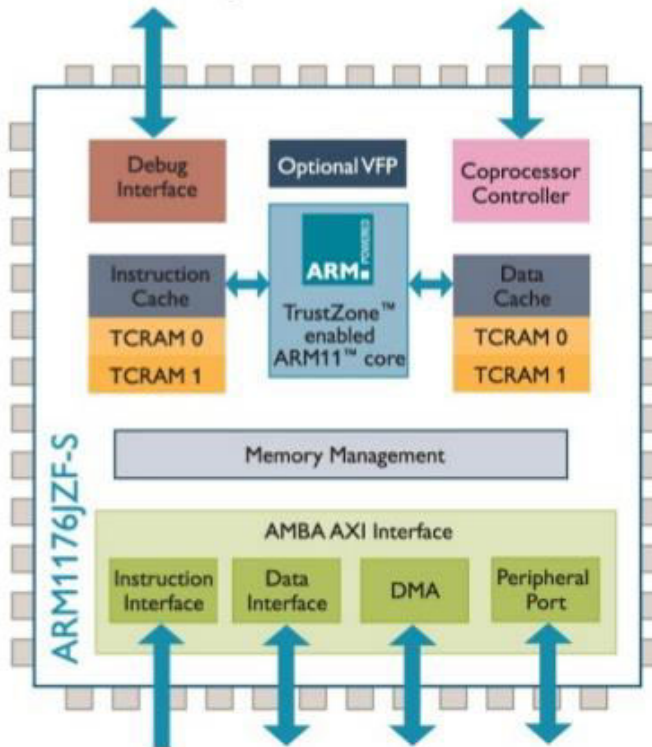 Debug
Interface
Optional VFP
Coprocessor
Controller
ARM
POWERED
Instruction
Cache
TrustZone™
enabled
ARM11™ core
Data
Cache
TCRAM 0
TCRAM 1
TCRAM 0
TCRAM 1
ARM1176JZF-S
Memory Management
AMBA AXI Interface
Instruction
Interface
Data
Interface
DMA
Peripheral
Port